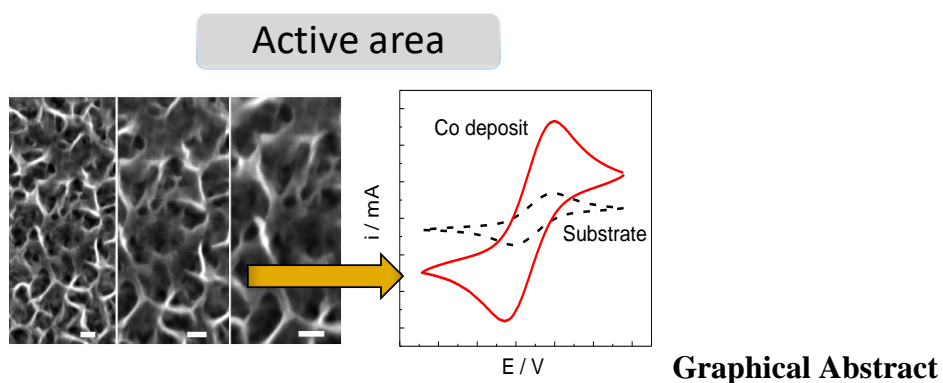 Active area
Co deposit
i / mA
Substrate
E / V
Graphical Abstract